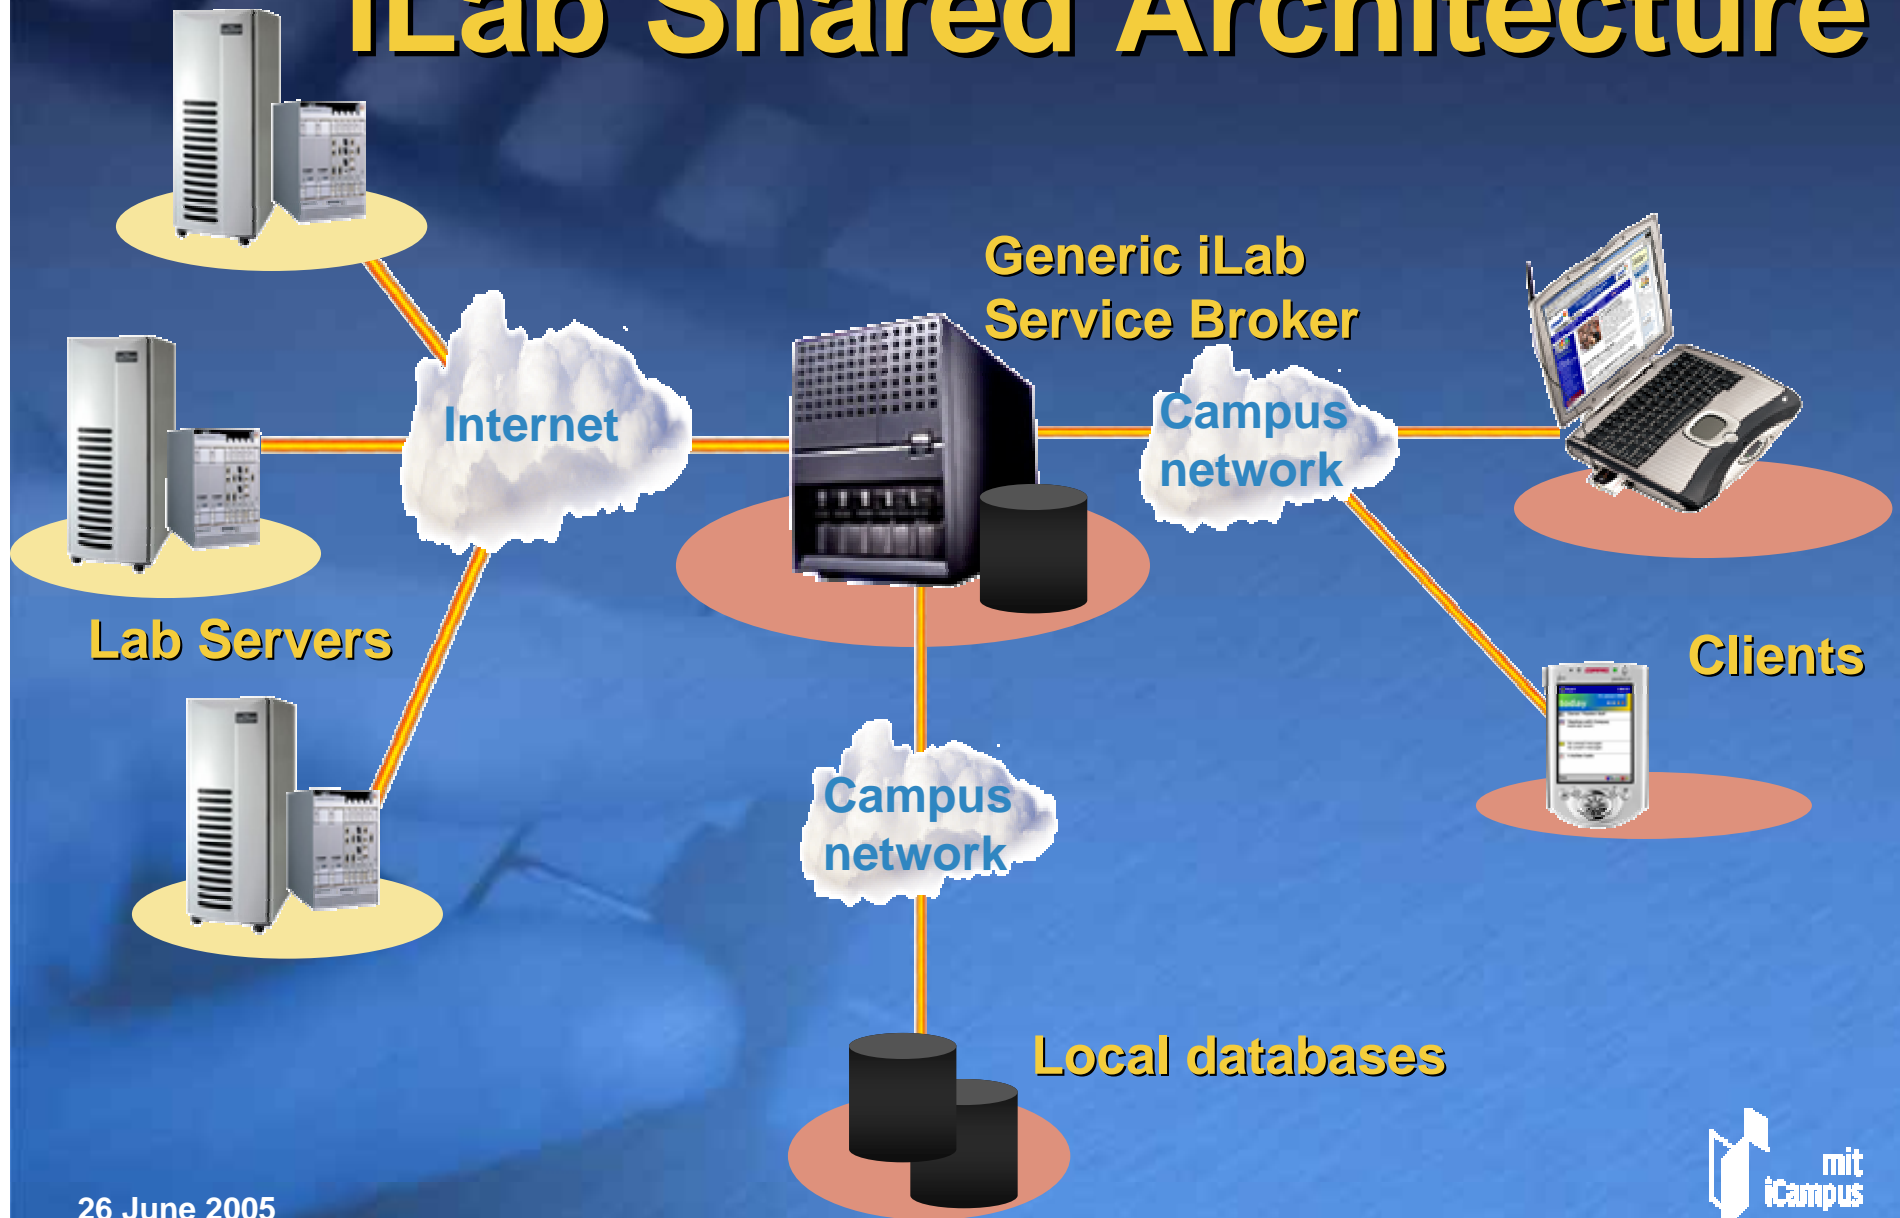 iLab Shared Architecture
Generic iLab
Service Broker
Internet
Campus
network
Lab Servers
Clients
Campus
network
Local databases
mit
iCampus
26 June 2005